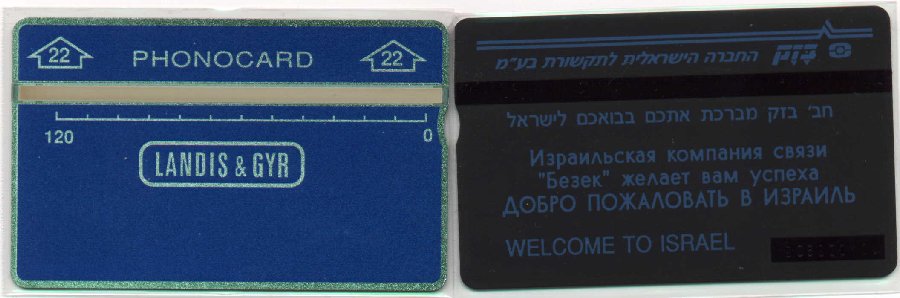 22
PHONOCARD
22
120
0
LANDIS & GYR
בזק
החברה הישראלית לתקשורת בע"מ
חב' בזק מברכת אתכם בבואכם לישראל
Израильская компания связи
"Безек" желает вам успеха
ДОБРО ПОЖАЛОВАТЬ В ИЗРАИЛЬ
WELCOME TO ISRAEL